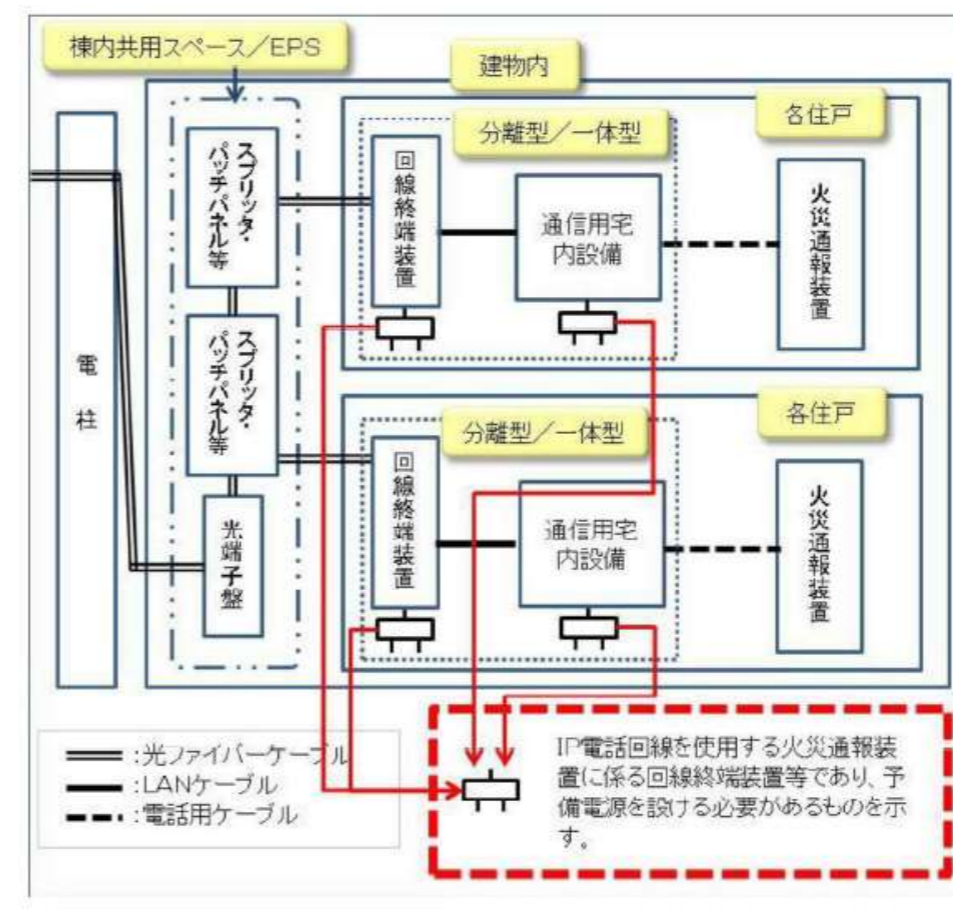 棟内共用スペース／EPS
建物内
各住戸
分離型／一体型
スプリッタ・
パッチパネル等
回線終端装置
通信用宅
内設備
火災通報装置
電柱
スプリッタ・
パッチパネル等
各住戸
分離型／一体型
回線終端装置
通信用宅
内設備
火災通報装置
光端子盤
:光ファイバーケーブル
:LANケーブル
:電話用ケーブル
IP電話回線を使用する火災通報装
置に係る回線終端装置等であり、予
備電源を設ける必要があるものを示
す。